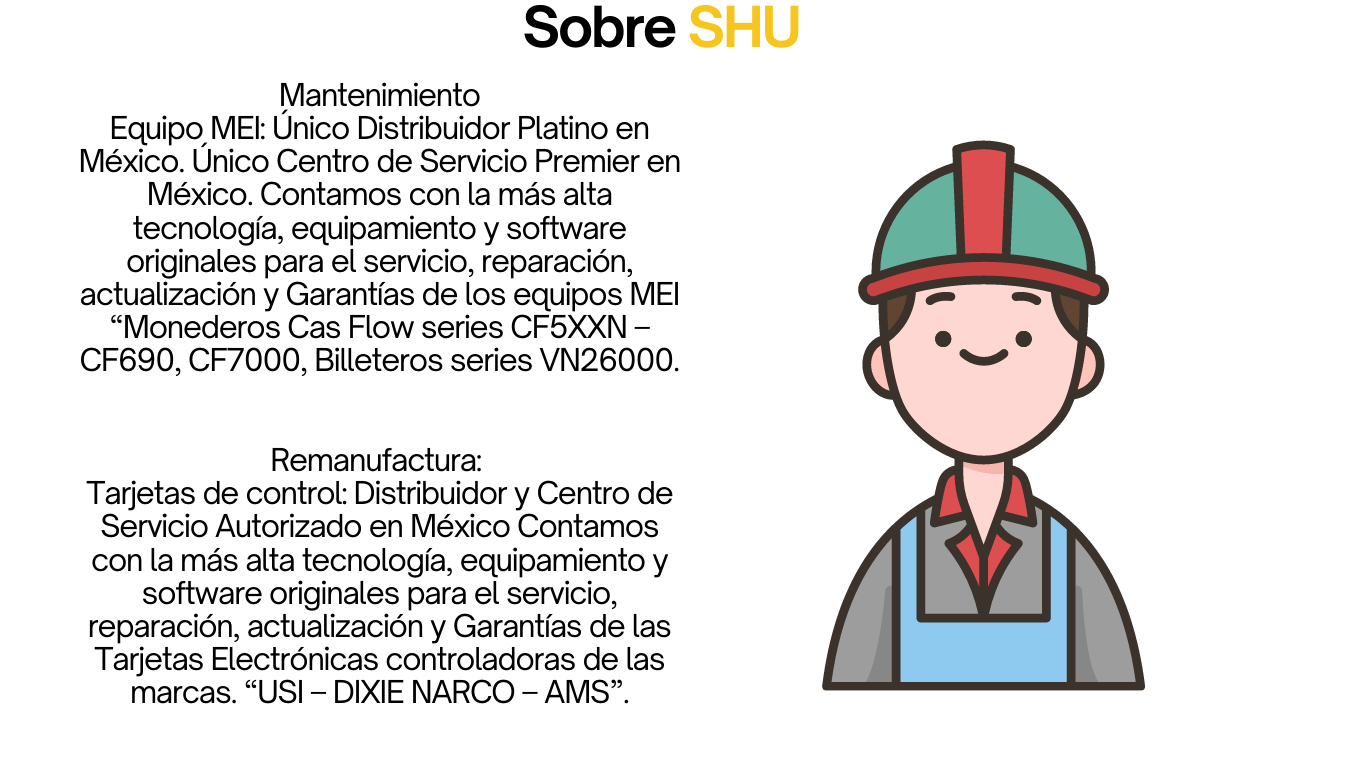 Sobre SHU
Mantenimiento
Equipo MEI: Único Distribuidor Platino en
México. Único Centro de Servicio Premier en
México. Contamos con la más alta
tecnología, equipamiento y software
originales para el servicio, reparación,
actualización y Garantías de los equipos MEI
“Monederos Cas Flow series CF5XXN –
CF690, CF7000, Billeteros series VN26000.
Remanufactura:
Tarjetas de control: Distribuidor y Centro de
Servicio Autorizado en México Contamos
con la más alta tecnología, equipamiento y
software originales para el servicio,
reparación, actualización y Garantías de las
Tarjetas Electrónicas controladoras de las
marcas. “USI – DIXIE NARCO – AMS”.